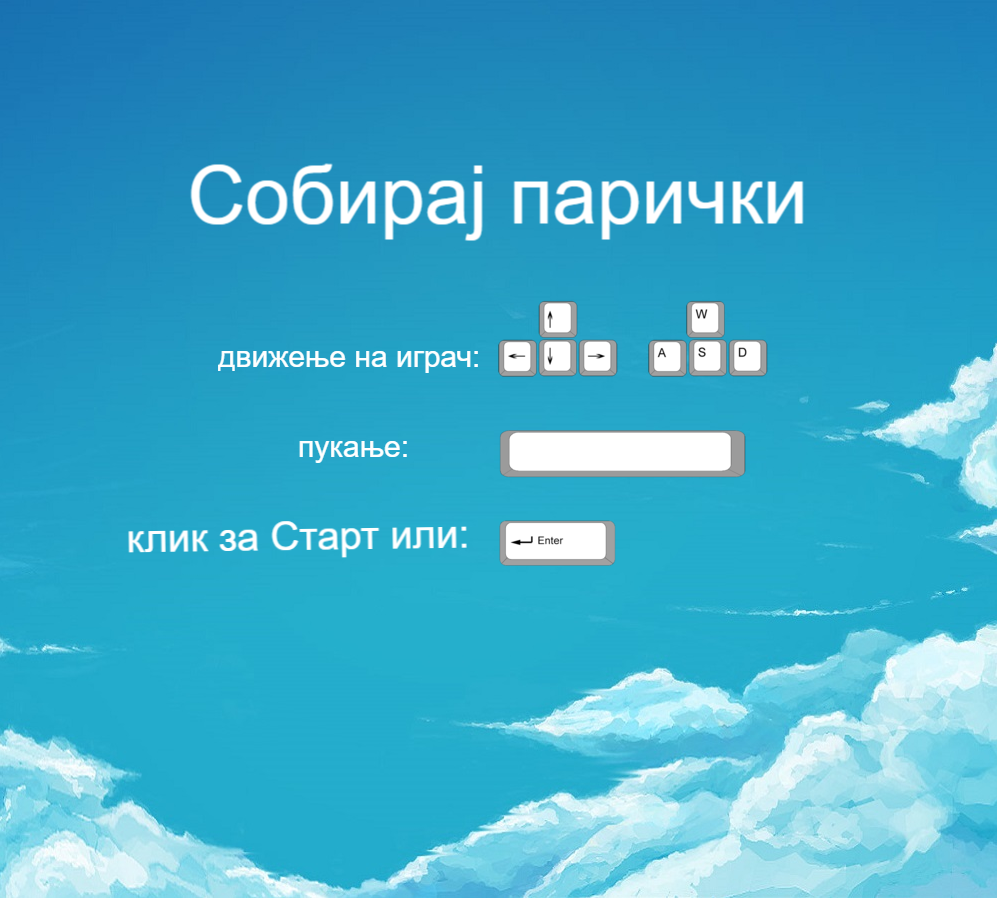 Собирај парички
↑ W
движење на играч: ← ↓ → A S D
пукање:
клик за Старт или: Enter